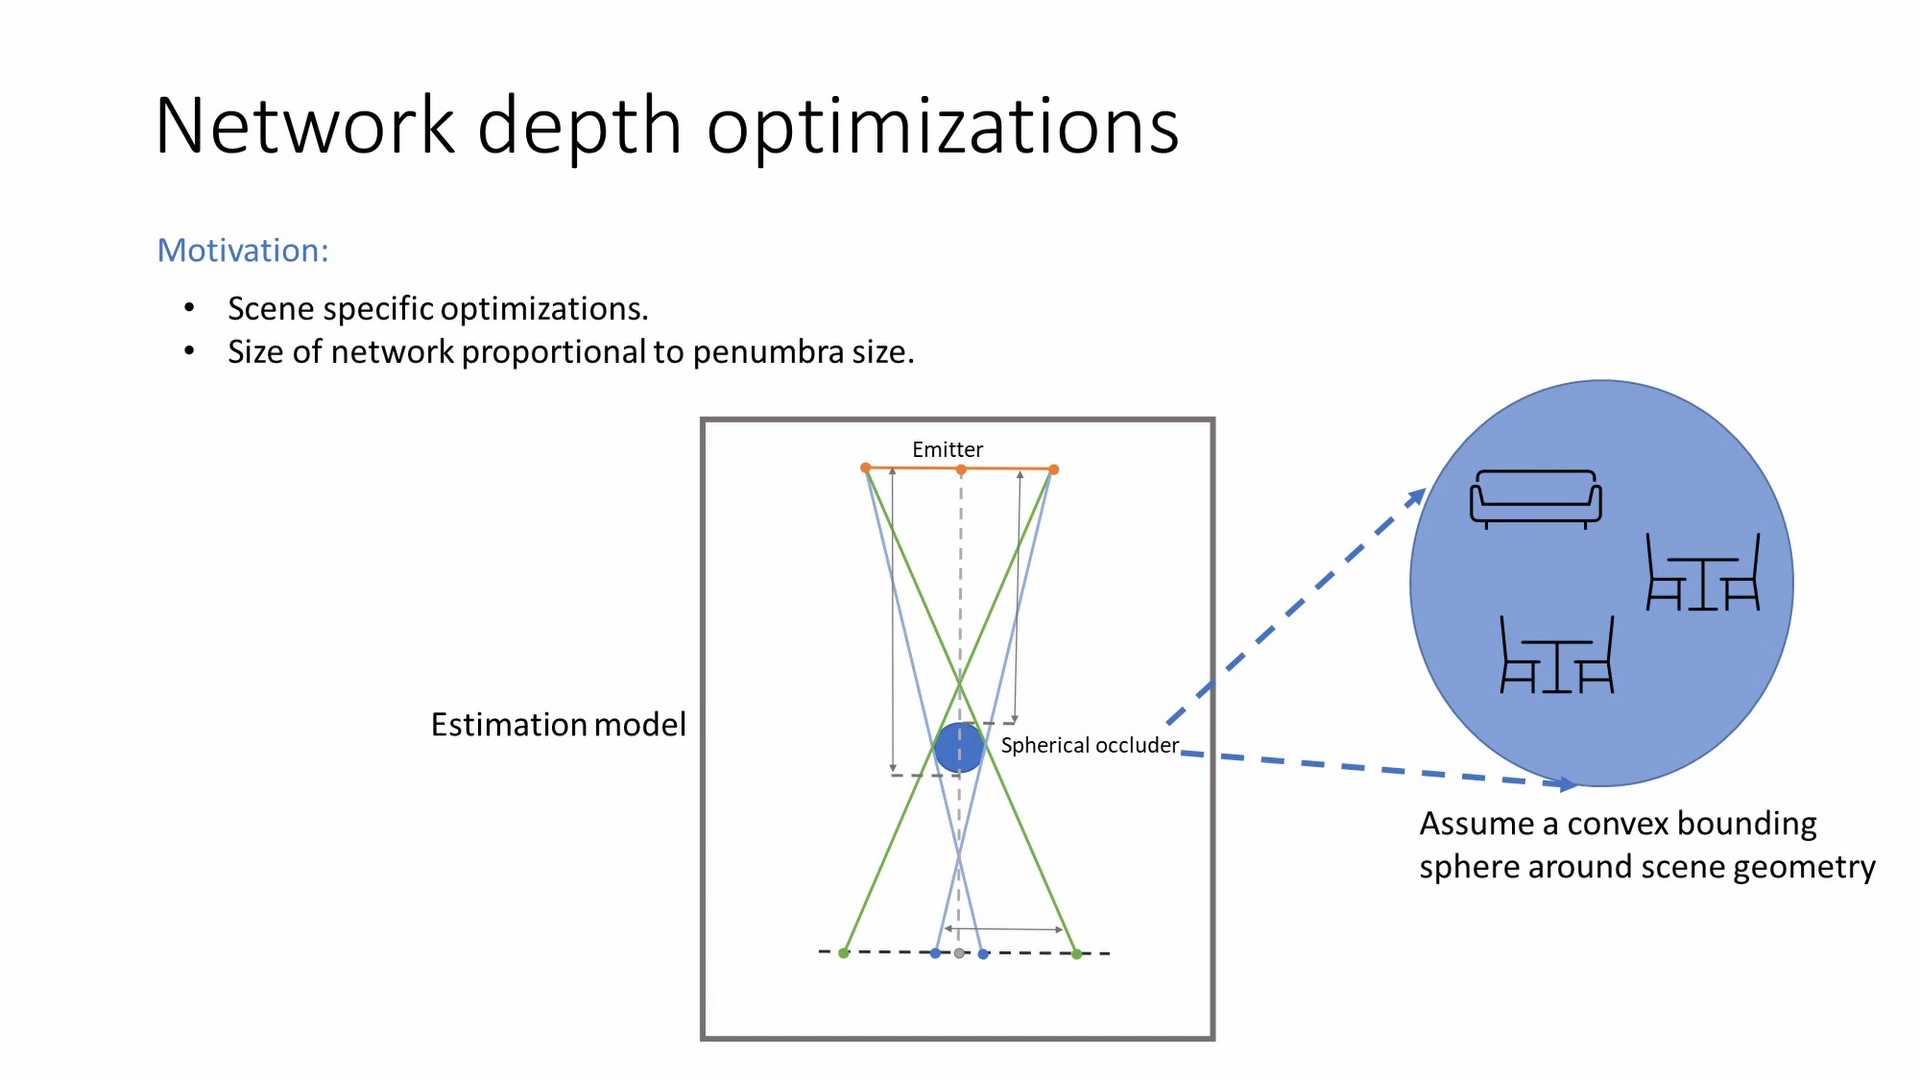 Network depth optimizations
Motivation:
• Scene specific optimizations.
• Size of network proportional to penumbra size.
Emitter
Estimation model
Spherical occluder
Assume a convex bounding
sphere around scene geometry